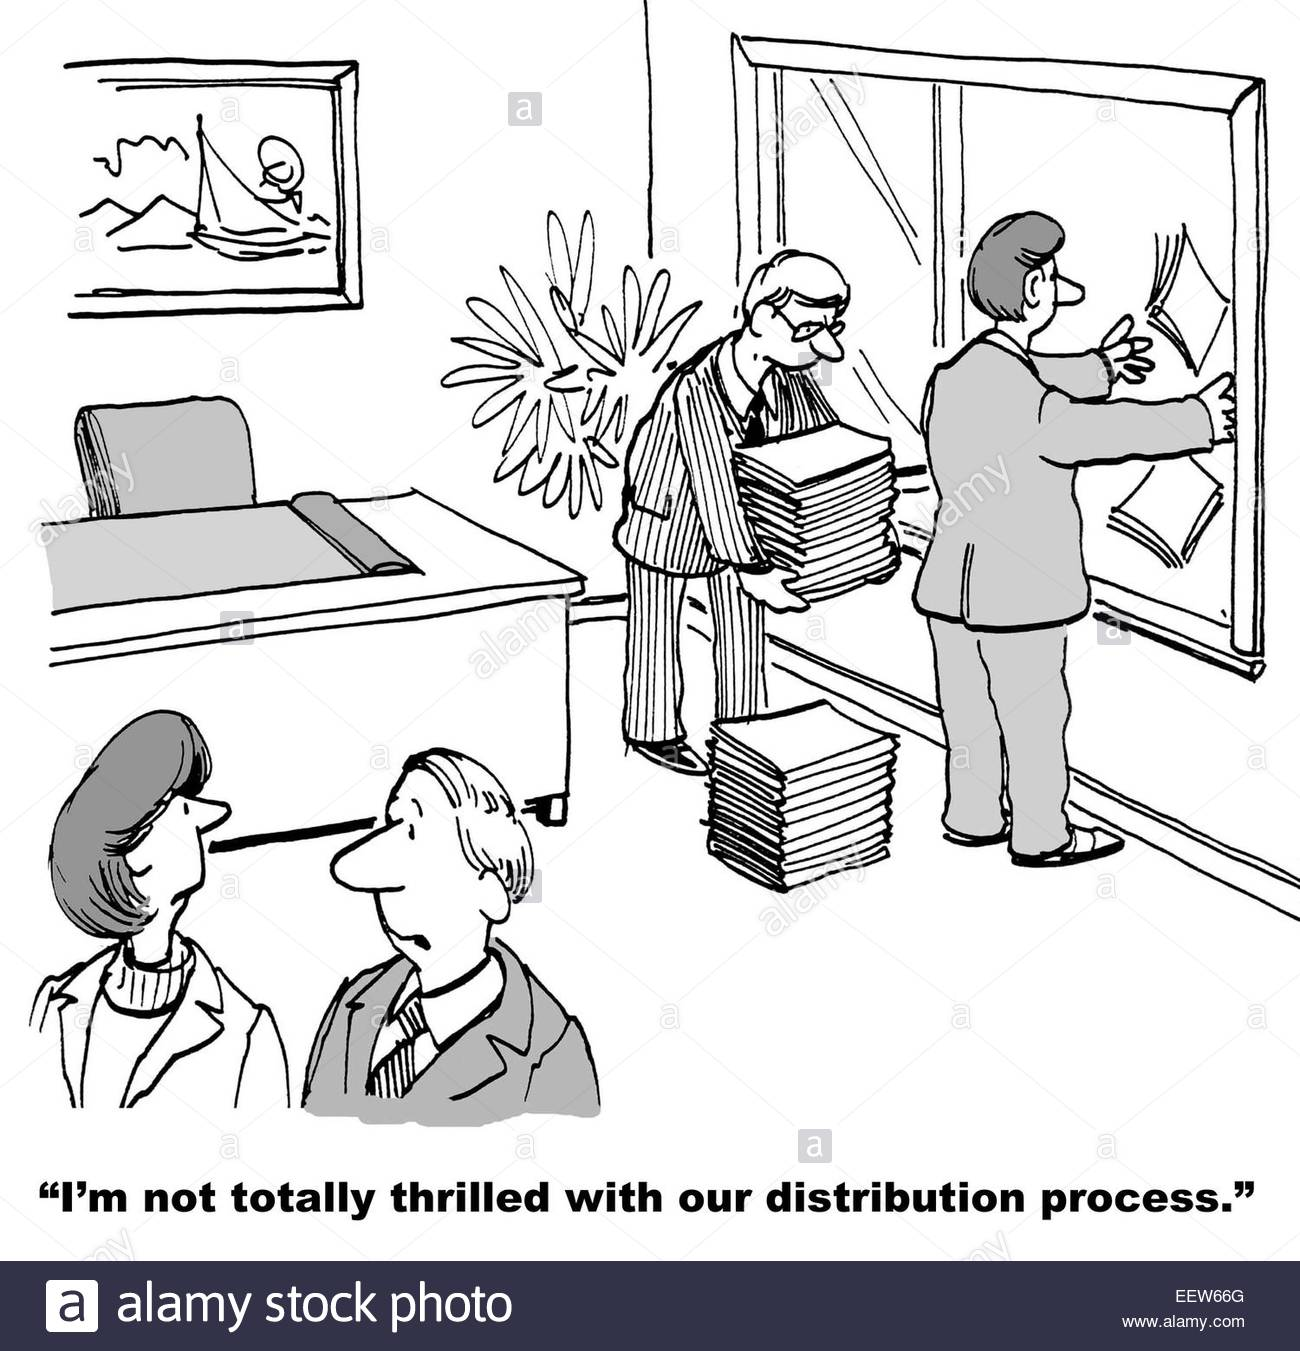 “I’m not totally thrilled with our distribution process.”
a alamy stock photo
EEW66G
www.alamy.com